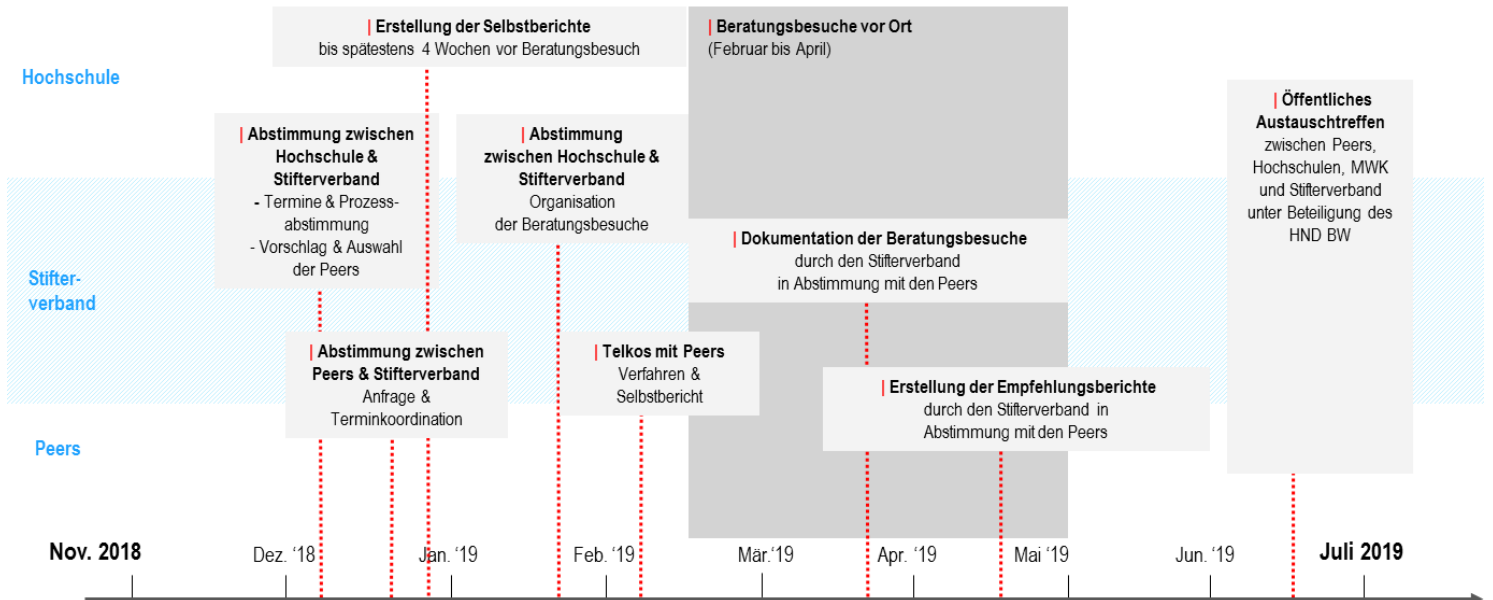 | Erstellung der Selbstberichte
bis spätestens 4 Wochen vor Beratungsbesuch
| Beratungsbesuche vor Ort
(Februar bis April)
Hochschule
| Abstimmung zwischen
Hochschule &
Stifterverband
- Termine & Prozess-
abstimmung
- Vorschlag & Auswahl
der Peers
| Abstimmung
zwischen Hochschule &
Stifterverband
Organisation
der Beratungsbesuche
| Öffentliches
Austauschtreffen
zwischen Peers,
Hochschulen, MWK
und Stifterverband
unter Beteiligung des
HND BW
| Dokumentation der Beratungsbesuche
durch den Stifterverband
in Abstimmung mit den Peers
Stifter-
verband
| Abstimmung zwischen
Peers & Stifterverband
Anfrage &
Terminkoordination
| Telkos mit Peers
Verfahren &
Selbstbericht
| Erstellung der Empfehlungsberichte
durch den Stifterverband in
Abstimmung mit den Peers
Peers
Nov. 2018
Dez. ‘18
Jan. ‘19
Feb. ‘19
Mär.‘19
Apr. ‘19
Mai ‘19
Jun. ‘19
Juli 2019